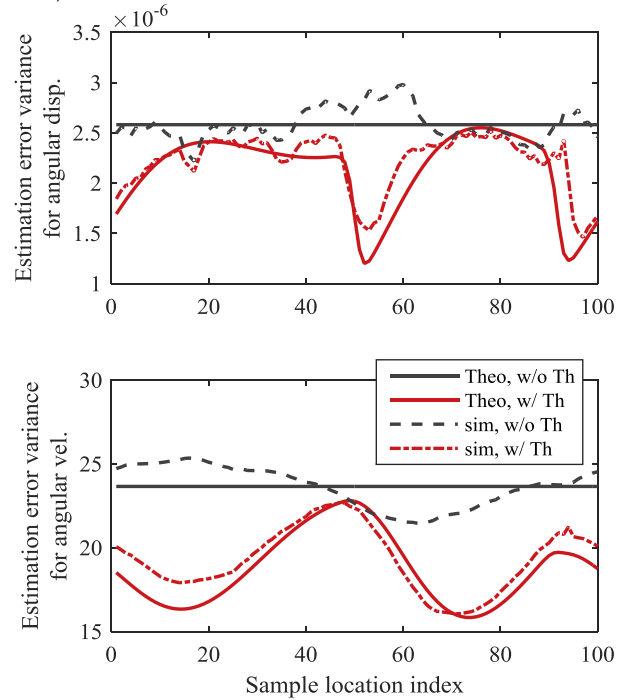 ×10⁻⁶
3.5
3
2.5
2
1.5
1
0
20
40
60
80
100
Estimation error variance
for angular disp.
30
25
20
15
0
20
40
60
80
100
Estimation error variance
for angular vel.
Theo, w/o Th
Theo, w/ Th
sim, w/o Th
sim, w/ Th
Sample location index